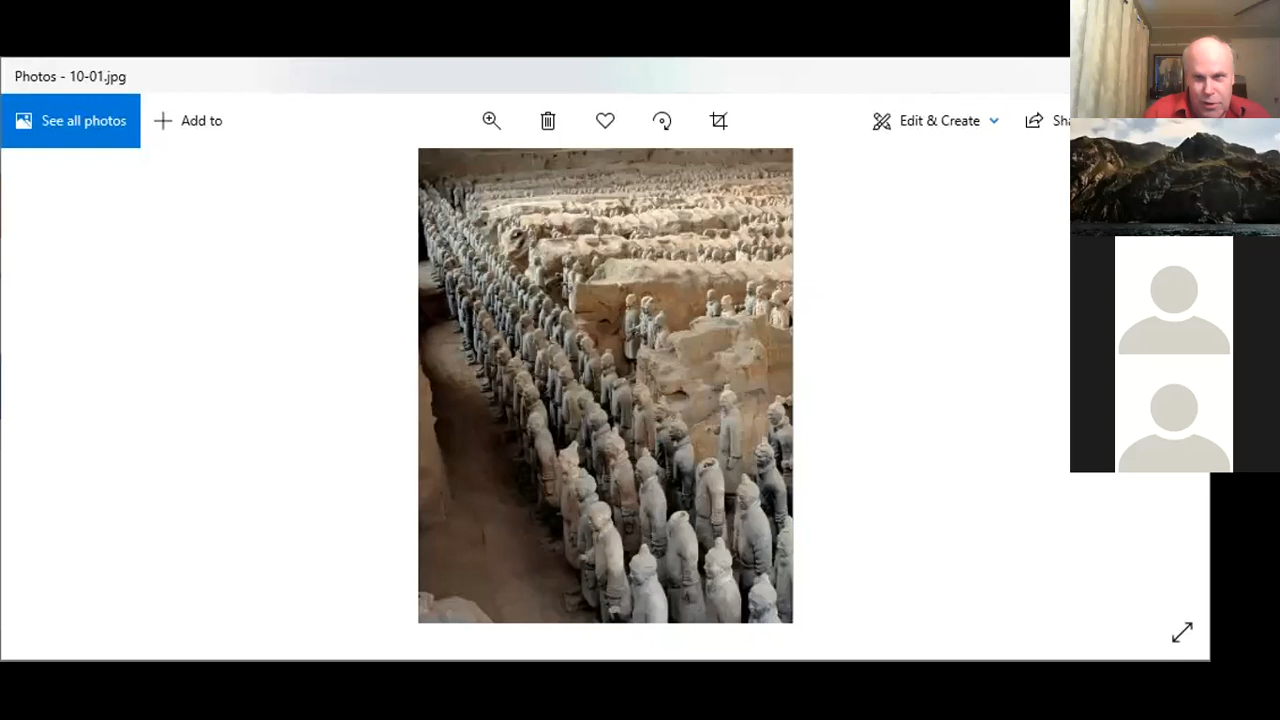 Photos - 10-01.jpg
See all photos
Add to
Edit & Create